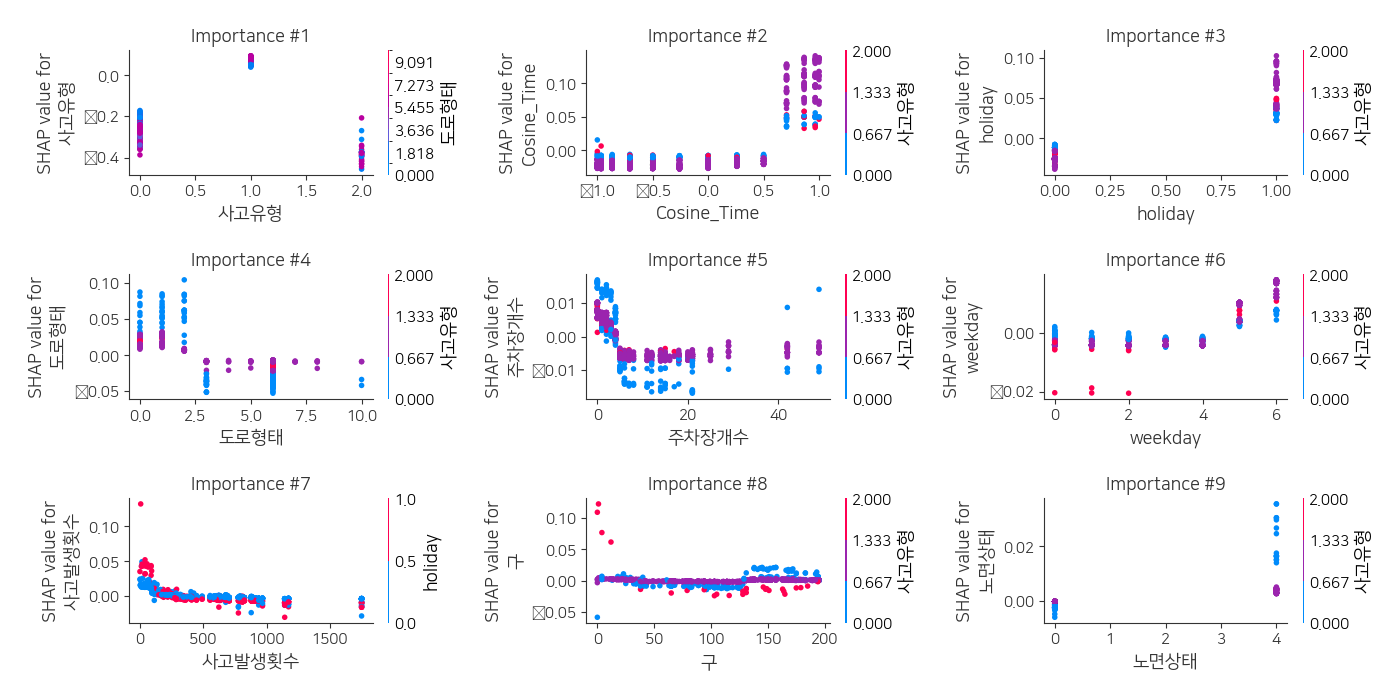 Importance #1
SHAP value for
사고유형
0.0
0.2
0.4
0.0
0.5
1.0
1.5
2.0
사고유형
9.091
7.273
5.455
3.636
1.818
0.000
도로형태
Importance #2
SHAP value for
Cosine_Time
0.10
0.05
0.00
1.0
0.5
0.0
0.5
1.0
Cosine_Time
2.000
1.333
0.667
0.000
사고유형
Importance #3
SHAP value for
holiday
0.10
0.05
0.00
0.00
0.25
0.50
0.75
1.00
holiday
2.000
1.333
0.667
0.000
사고유형
Importance #4
SHAP value for
도로형태
0.10
0.05
0.00
0.05
0.0
2.5
5.0
7.5
10.0
도로형태
2.000
1.333
0.667
0.000
사고유형
Importance #5
SHAP value for
주차장개수
0.01
0.00
0.01
0
20
40
주차장개수
2.000
1.333
0.667
0.000
사고유형
Importance #6
SHAP value for
weekday
0.00
0.02
0
2
4
6
weekday
2.000
1.333
0.667
0.000
사고유형
Importance #7
SHAP value for
사고발생횟수
0.10
0.05
0.00
0
500
1000
1500
사고발생횟수
1.0
0.5
0.0
holiday
Importance #8
SHAP value for
구
0.10
0.05
0.00
0.05
0
50
100
150
200
구
2.000
1.333
0.667
0.000
사고유형
Importance #9
SHAP value for
노면상태
0.02
0.00
0
1
2
3
4
노면상태
2.000
1.333
0.667
0.000
사고유형